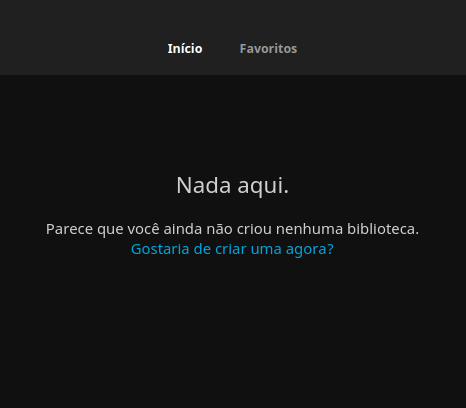 Início Favoritos
Nada aqui.
Parece que você ainda não criou nenhuma biblioteca.
Gostaria de criar uma agora?